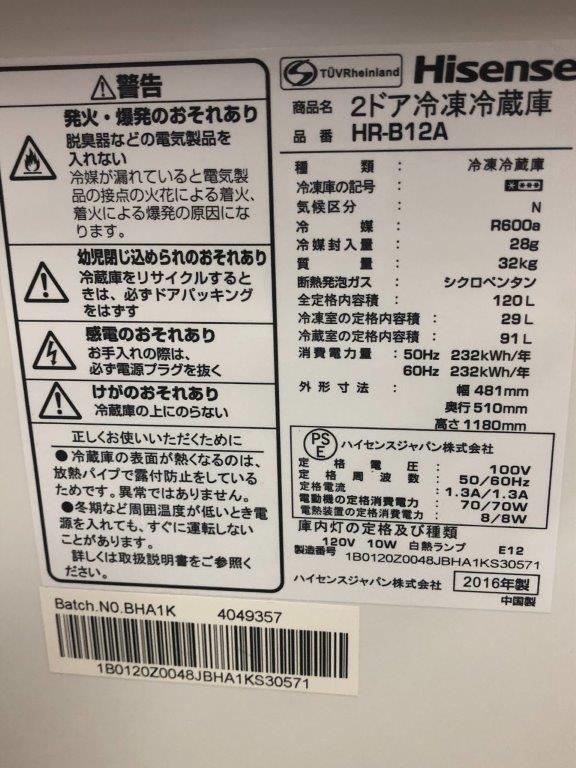 ⚠警告
発火・爆発のおそれあり
脱臭器などの電気製品を
入れない
冷媒が漏れていると電気製
品の接点の火花による着火、
着火による爆発の原因にな
ります。
幼児閉じ込められのおそれあり
冷蔵庫をリサイクルすると
きは、必ずドアパッキング
をはずす
感電のおそれあり
お手入れの際は、
必ず電源プラグを抜く
けがのおそれあり
冷蔵庫の上にのらない
正しくお使いいただくために
●冷蔵庫の表面が熱くなるのは、
放熱パイプで露付防止をしている
ためです。異常ではありません。
●冬期など周囲温度が低いとき電
源を入れても、すぐに運転しない
ことがあります。
詳しくは取扱説明書をご参照く
ださい。
TÜVRheinland Hisense
商品名 2ドア冷凍冷蔵庫
品番 HR-B12A
種類 : 冷凍冷蔵庫
冷凍庫の記号 : ****
気候区分 : N
冷媒 : R600a
冷媒封入量 : 28g
質量 : 32kg
断熱発泡ガス : シクロペンタン
全定格内容積 : 120L
冷凍室の定格内容積 : 29L
冷蔵室の定格内容積 : 91L
消費電力量 : 50Hz 232kWh/年
60Hz 232kWh/年
外形寸法 : 幅 481mm
奥行 510mm
高さ 1180mm
PSE ハイセンスジャパン株式会社
定格電圧 : 100V
定格周波数 : 50/60Hz
定格電流 : 1.3A/1.3A
電動機の定格消費電力 : 70/70W
電熱装置の定格消費電力 : 8/8W
庫内灯の定格及び種類
120V 10W 白熱ランプ E12
製造番号 1B0120Z0048JBHA1KS30571
ハイセンスジャパン株式会社 2016年製
中国製
Batch.NO.BHA1K 4049357
1B0120Z0048JBHA1KS30571